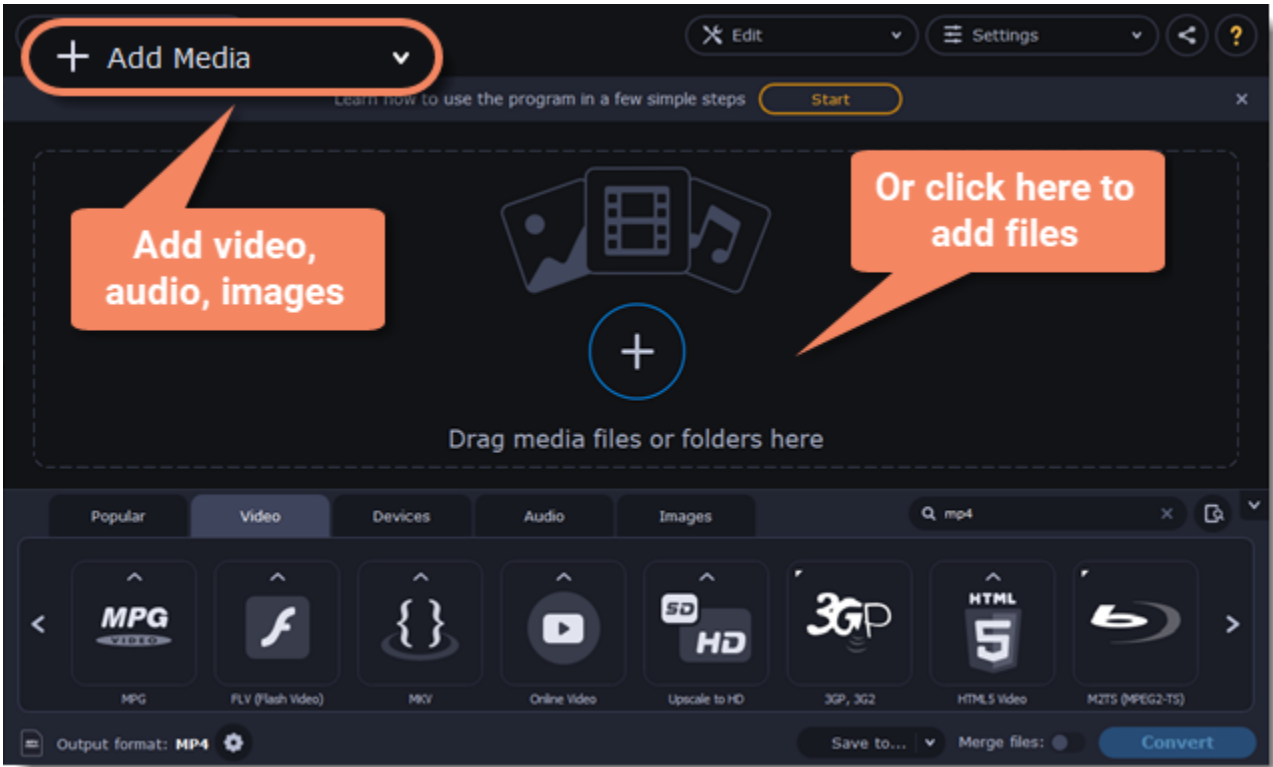 + Add Media
Edit
Settings
?
Learn how to use the program in a few simple steps
Start
Add video,
audio, images
Or click here to
add files
Drag media files or folders here
Popular
Video
Devices
Audio
Images
mp4
MPG
VIDEO
f
{ }
SD
HD
3GP
HTML
5
b
MPG
FLV (Flash Video)
MKV
Online Video
Upscale to HD
3GP, 3G2
HTML5 Video
M2TS (MPEG2-TS)
Output format: MP4
Save to...
Merge files:
Convert